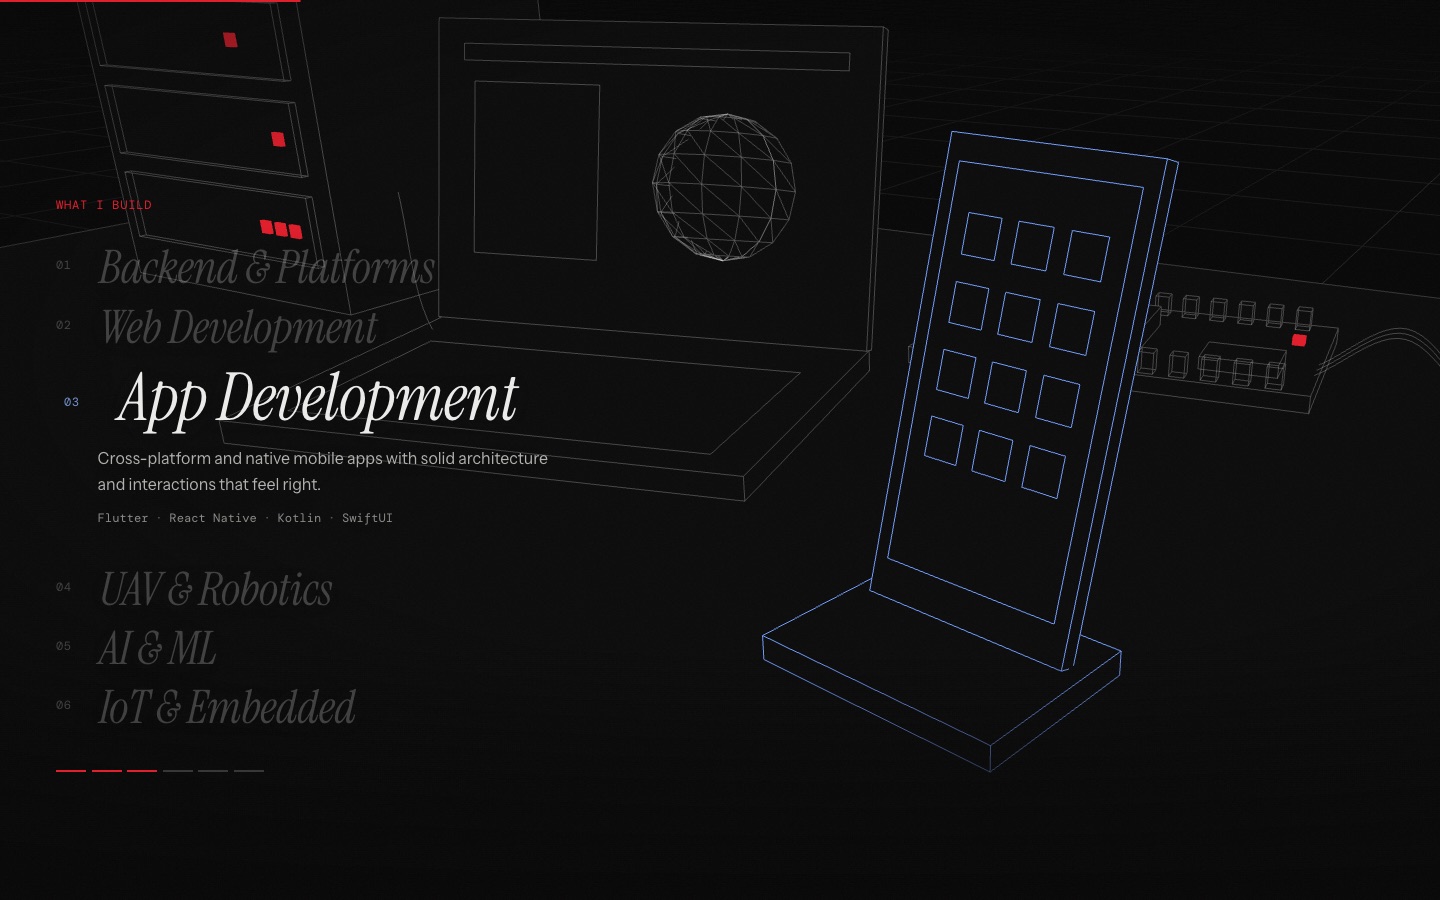 WHAT I BUILD
01 Backend & Platforms
02 Web Development
03 App Development
Cross-platform and native mobile apps with solid architecture
and interactions that feel right.
Flutter · React Native · Kotlin · SwiftUI
04 UAV & Robotics
05 AI & ML
06 IoT & Embedded